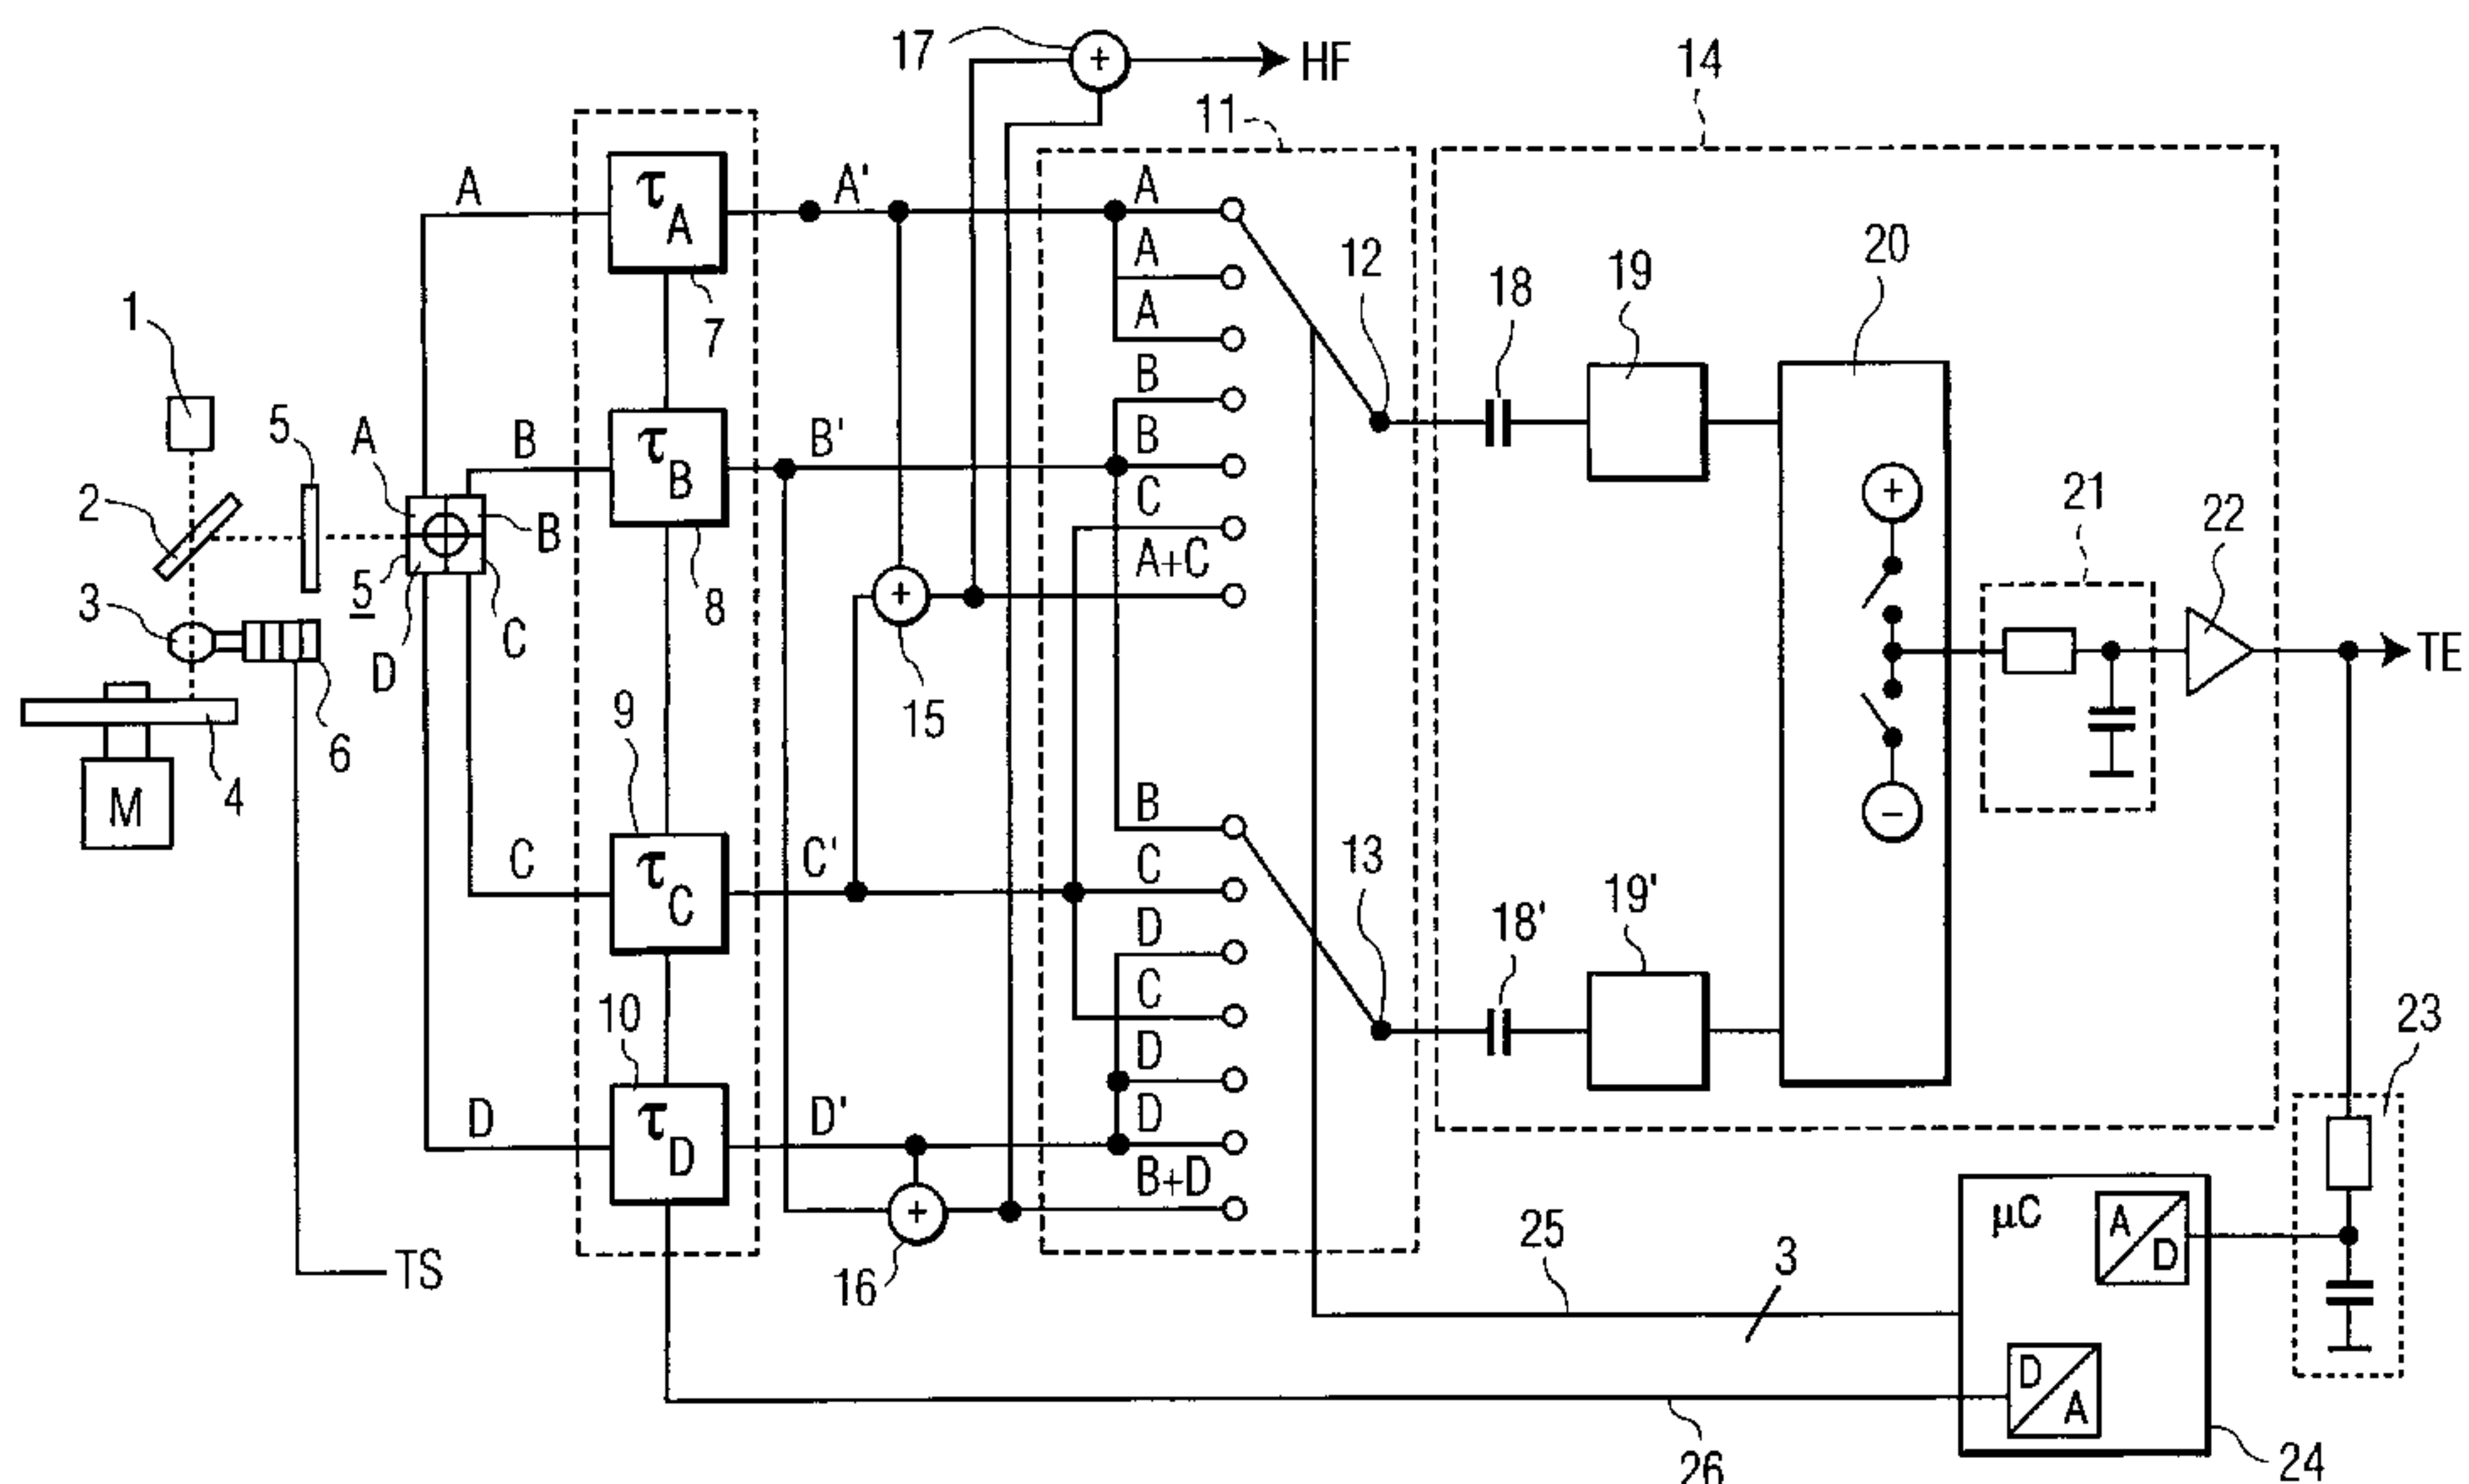 17
+
HF
14
11
A
τA
A'
A
12
A
18
19
20
1
7
A
B
5
A
B
τB
B'
B
+
2
B
C
21
22
8
A+C
3
5
D
C
+
TE
D
15
6
9
4
M
B
13
−
C
τC
C'
C
18'
19'
D
10
C
23
D
D
τD
D'
D
B+D
+
μC
A
D
25
3
TS
16
D
A
26
24